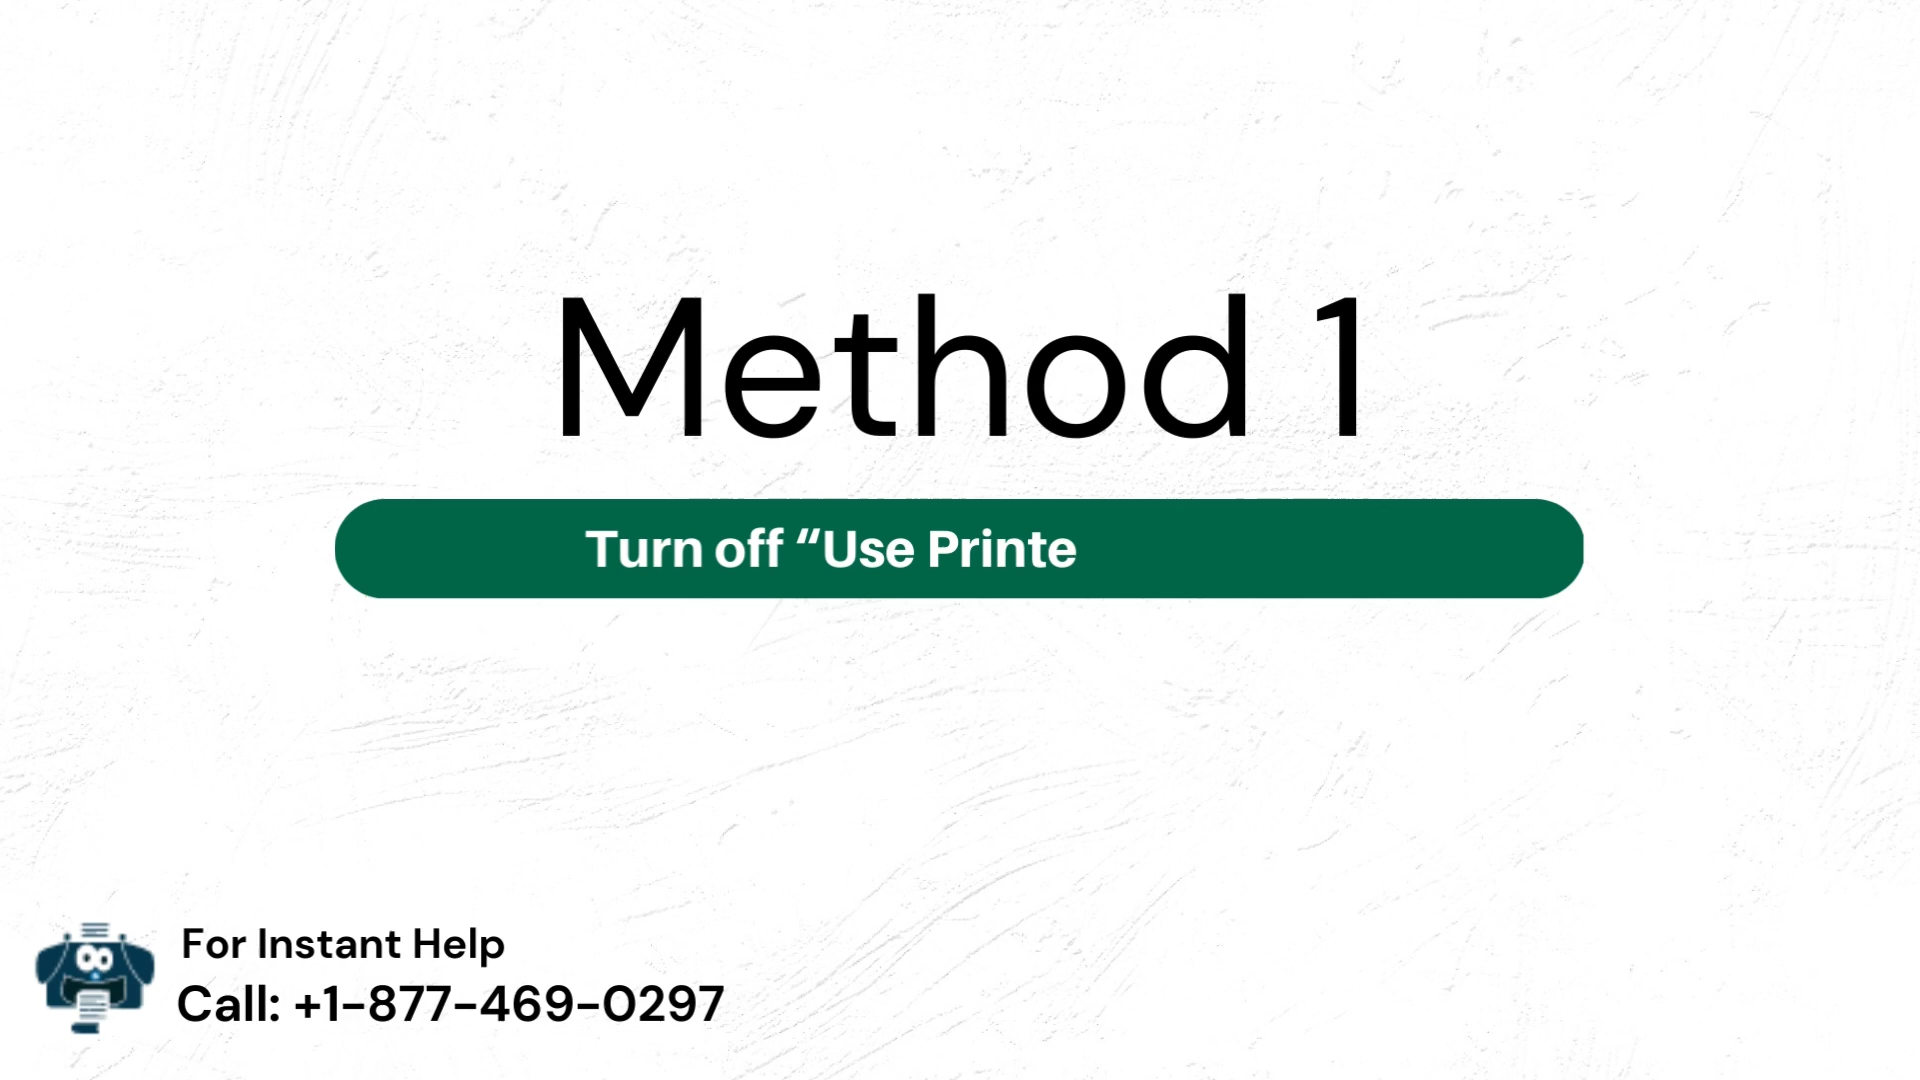 Method 1
Turn off “Use Printe
For Instant Help
Call: +1-877-469-0297